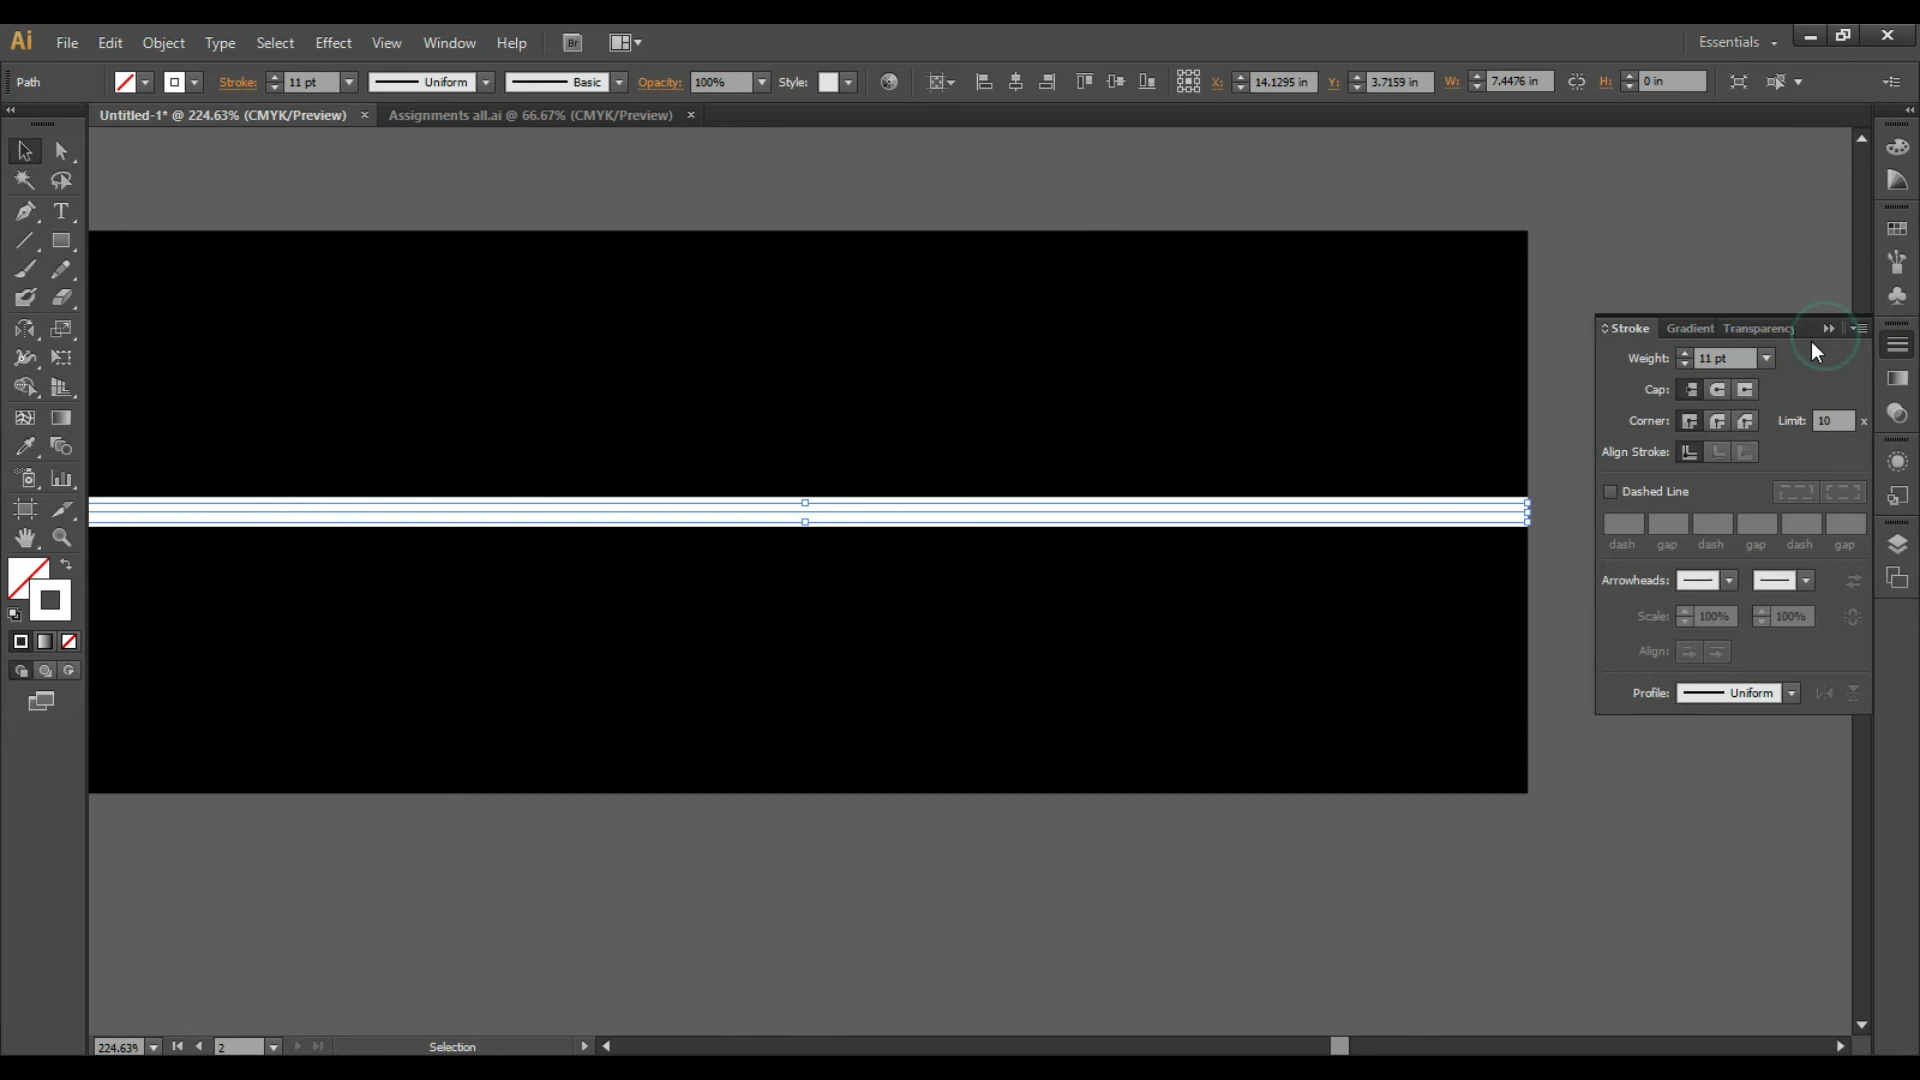 Ai File Edit Object Type Select Effect View Window Help Br Essentials
Path Stroke: 11 pt Uniform Basic Opacity: 100% Style: X: 14.1295 in Y: 3.7159 in W: 7.4476 in H: 0 in
Untitled-1* @ 224.63% (CMYK/Preview) × Assignments all.ai @ 66.67% (CMYK/Preview) ×
T
Stroke Gradient Transparency
Weight: 11 pt
Cap:
Corner: Limit: 10 x
Align Stroke:
Dashed Line
dash gap dash gap dash gap
Arrowheads:
Scale: 100% 100%
Align:
Profile: Uniform
224.63% 2 Selection